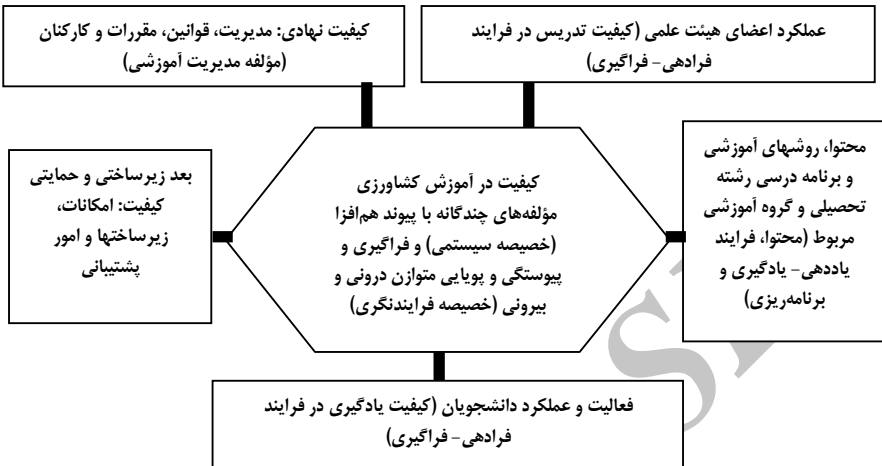 عملکرد اعضای هیئت علمی (کیفیت تدریس در فرایند
فرادهی- فراگیری)
کیفیت نهادی: مدیریت، قوانین، مقررات و کارکنان
(مؤلفه مدیریت آموزشی)
محتوا، روشهای آموزشی
و برنامه درسی رشته
تحصیلی و گروه آموزشی
مربوط (محتوا، فرایند
یاددهی- یادگیری و
برنامه‌ریزی)
کیفیت در آموزش کشاورزی
مؤلفه‌های چندگانه با پیوند هم‌افزا
(خصیصه سیستمی) و فراگیری و
پیوستگی و پویایی متوازن درونی و
بیرونی (خصیصه فرایندنگری)
بعد زیرساختی و حمایتی
کیفیت: امکانات،
زیرساختها و امور
پشتیبانی
فعالیت و عملکرد دانشجویان (کیفیت یادگیری در فرایند
فرادهی- فراگیری)